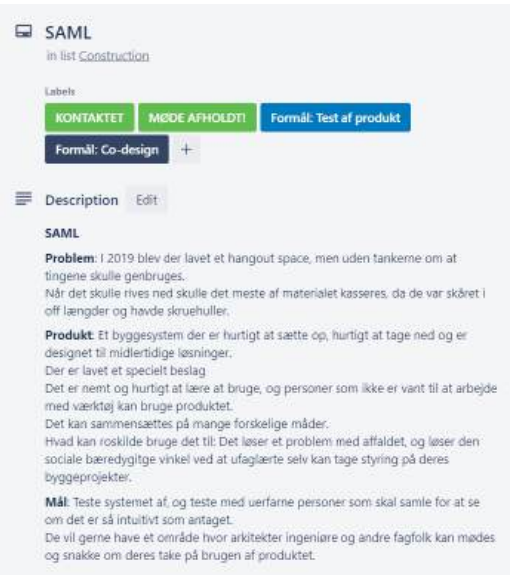 SAML
in list Construction
Labels
KONTAKTET
MØDE AFHOLDT!
Formål: Test af produkt
Formål: Co-design
+
Description
Edit
SAML
Problem: I 2019 blev der lavet et hangout space, men uden tankerne om at
tingene skulle genbruges.
Når det skulle rives ned skulle det meste af materialet kasseres, da de var skåret i
off længder og havde skruehuller.
Produkt: Et byggesystem der er hurtigt at sætte op, hurtigt at tage ned og er
designet til midlertidige løsninger.
Der er lavet et specielt beslag
Det er nemt og hurtigt at lære at bruge, og personer som ikke er vant til at arbejde
med værktøj kan bruge produktet.
Det kan sammensættes på mange forskelige måder.
Hvad kan roskilde bruge det til: Det løser et problem med affaldet, og løser den
sociale bæredygitge vinkel ved at ufaglærte selv kan tage styring på deres
byggeprojekter.
Mål: Teste systemet af, og teste med uerfarne personer som skal samle for at se
om det er så intuitivt som antaget.
De vil gerne have et område hvor arkitekter ingeniøre og andre fagfolk kan mødes
og snakke om deres take på brugen af produktet.